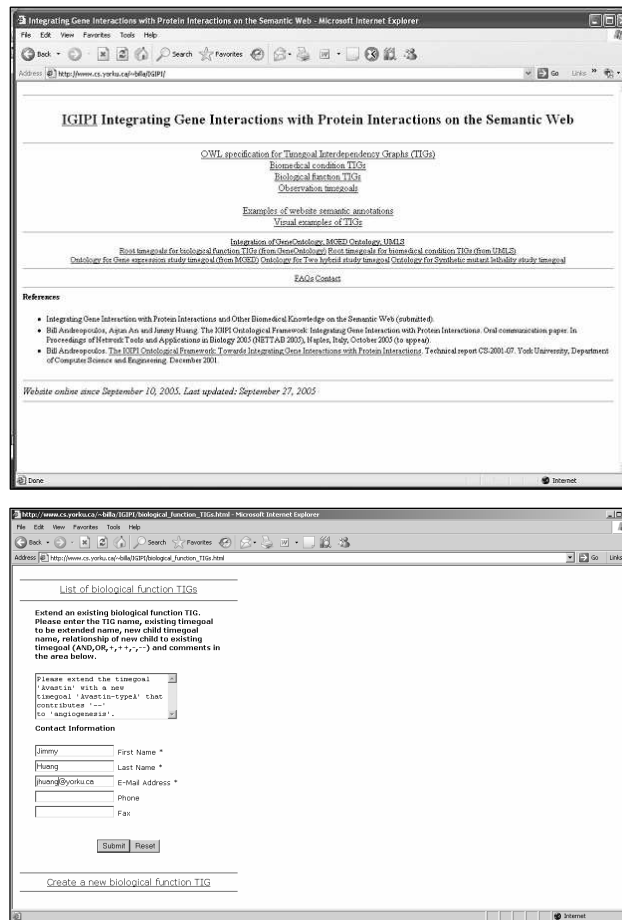 Integrating Gene Interactions with Protein Interactions on the Semantic Web - Microsoft Internet Explorer
File Edit View Favorites Tools Help
Back Search Favorites
Address http://www.cs.yorku.ca/~billa/IGIPI/ Go Links
IGIPI Integrating Gene Interactions with Protein Interactions on the Semantic Web
OWL specification for Timegoal Interdependency Graphs (TIGs)
Biomedical condition TIGs
Biological function TIGs
Observation timegoals
Examples of website semantic annotations
Visual examples of TIGs
Integration of GeneOntology, MGED Ontology, UMLS
Root timegoals for biological function TIGs (from GeneOntology) Root timegoals for biomedical condition TIGs (from UMLS)
Ontology for Gene expression study timegoal (from MGED) Ontology for Two hybrid study timegoal Ontology for Synthetic mutant lethality study timegoal
FAQs Contact
References
• Integrating Gene Interaction with Protein Interactions and Other Biomedical Knowledge on the Semantic Web (submitted).
• Bill Andreopoulos, Aijun An and Jimmy Huang. The IGIPI Ontological Framework: Integrating Gene Interaction with Protein Interactions. Oral communication paper. In
Proceedings of Network Tools and Applications in Biology 2005 (NETTAB 2005), Naples, Italy, October 2005 (to appear).
• Bill Andreopoulos. The IGIPI Ontological Framework: Towards Integrating Gene Interactions with Protein Interactions. Technical report CS-2001-07. York University, Department
of Computer Science and Engineering. December 2001.
Website online since September 10, 2005. Last updated: September 27, 2005
Done Internet
http://www.cs.yorku.ca/~billa/IGIPI/biological_function_TIGs.html - Microsoft Internet Explorer
File Edit View Favorites Tools Help
Back Search Favorites
Address http://www.cs.yorku.ca/~billa/IGIPI/biological_function_TIGs.html Go Links
List of biological function TIGs
Extend an existing biological function TIG.
Please enter the TIG name, existing timegoal
to be extended name, new child timegoal
name, relationship of new child to existing
timegoal (AND,OR,+,++,-,--) and comments in
the area below.
Please extend the timegoal
'Avastin' with a new
timegoal 'Avastin-typeA' that
contributes '--'
to 'angiogenesis'.
Contact Information
Jimmy First Name *
Huang Last Name *
jhuang@yorku.ca E-Mail Address *
Phone
Fax
Submit Reset
Create a new biological function TIG
Internet